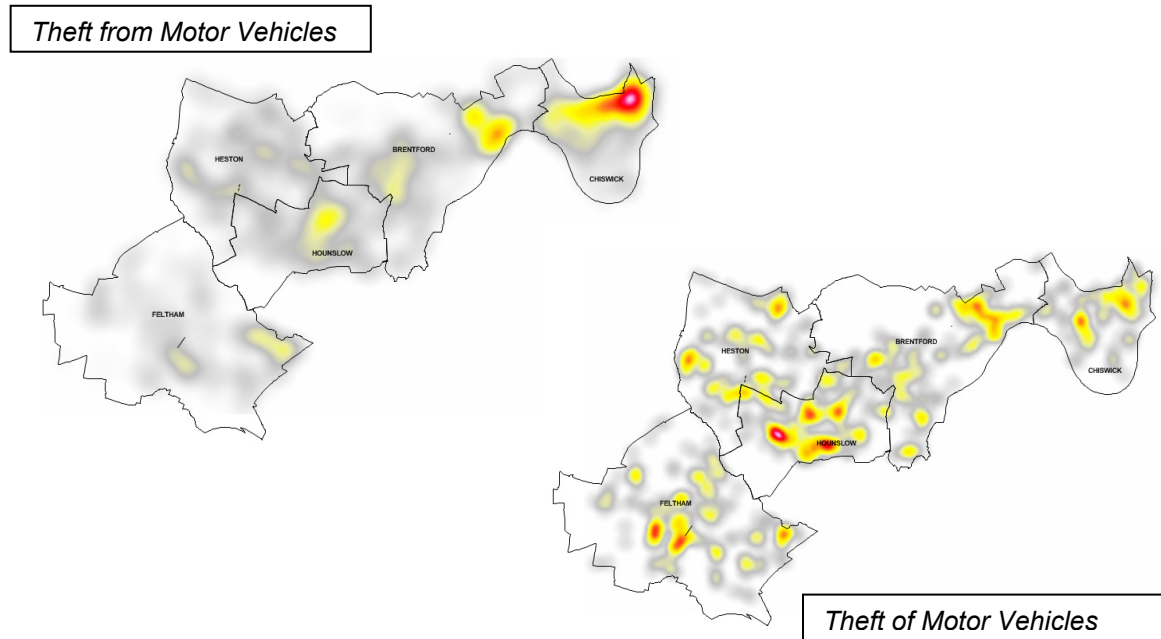 Theft from Motor Vehicles
HESTON
BRENTFORD
CHISWICK
HOUNSLOW
FELTHAM
HESTON
BRENTFORD
CHISWICK
HOUNSLOW
FELTHAM
Theft of Motor Vehicles